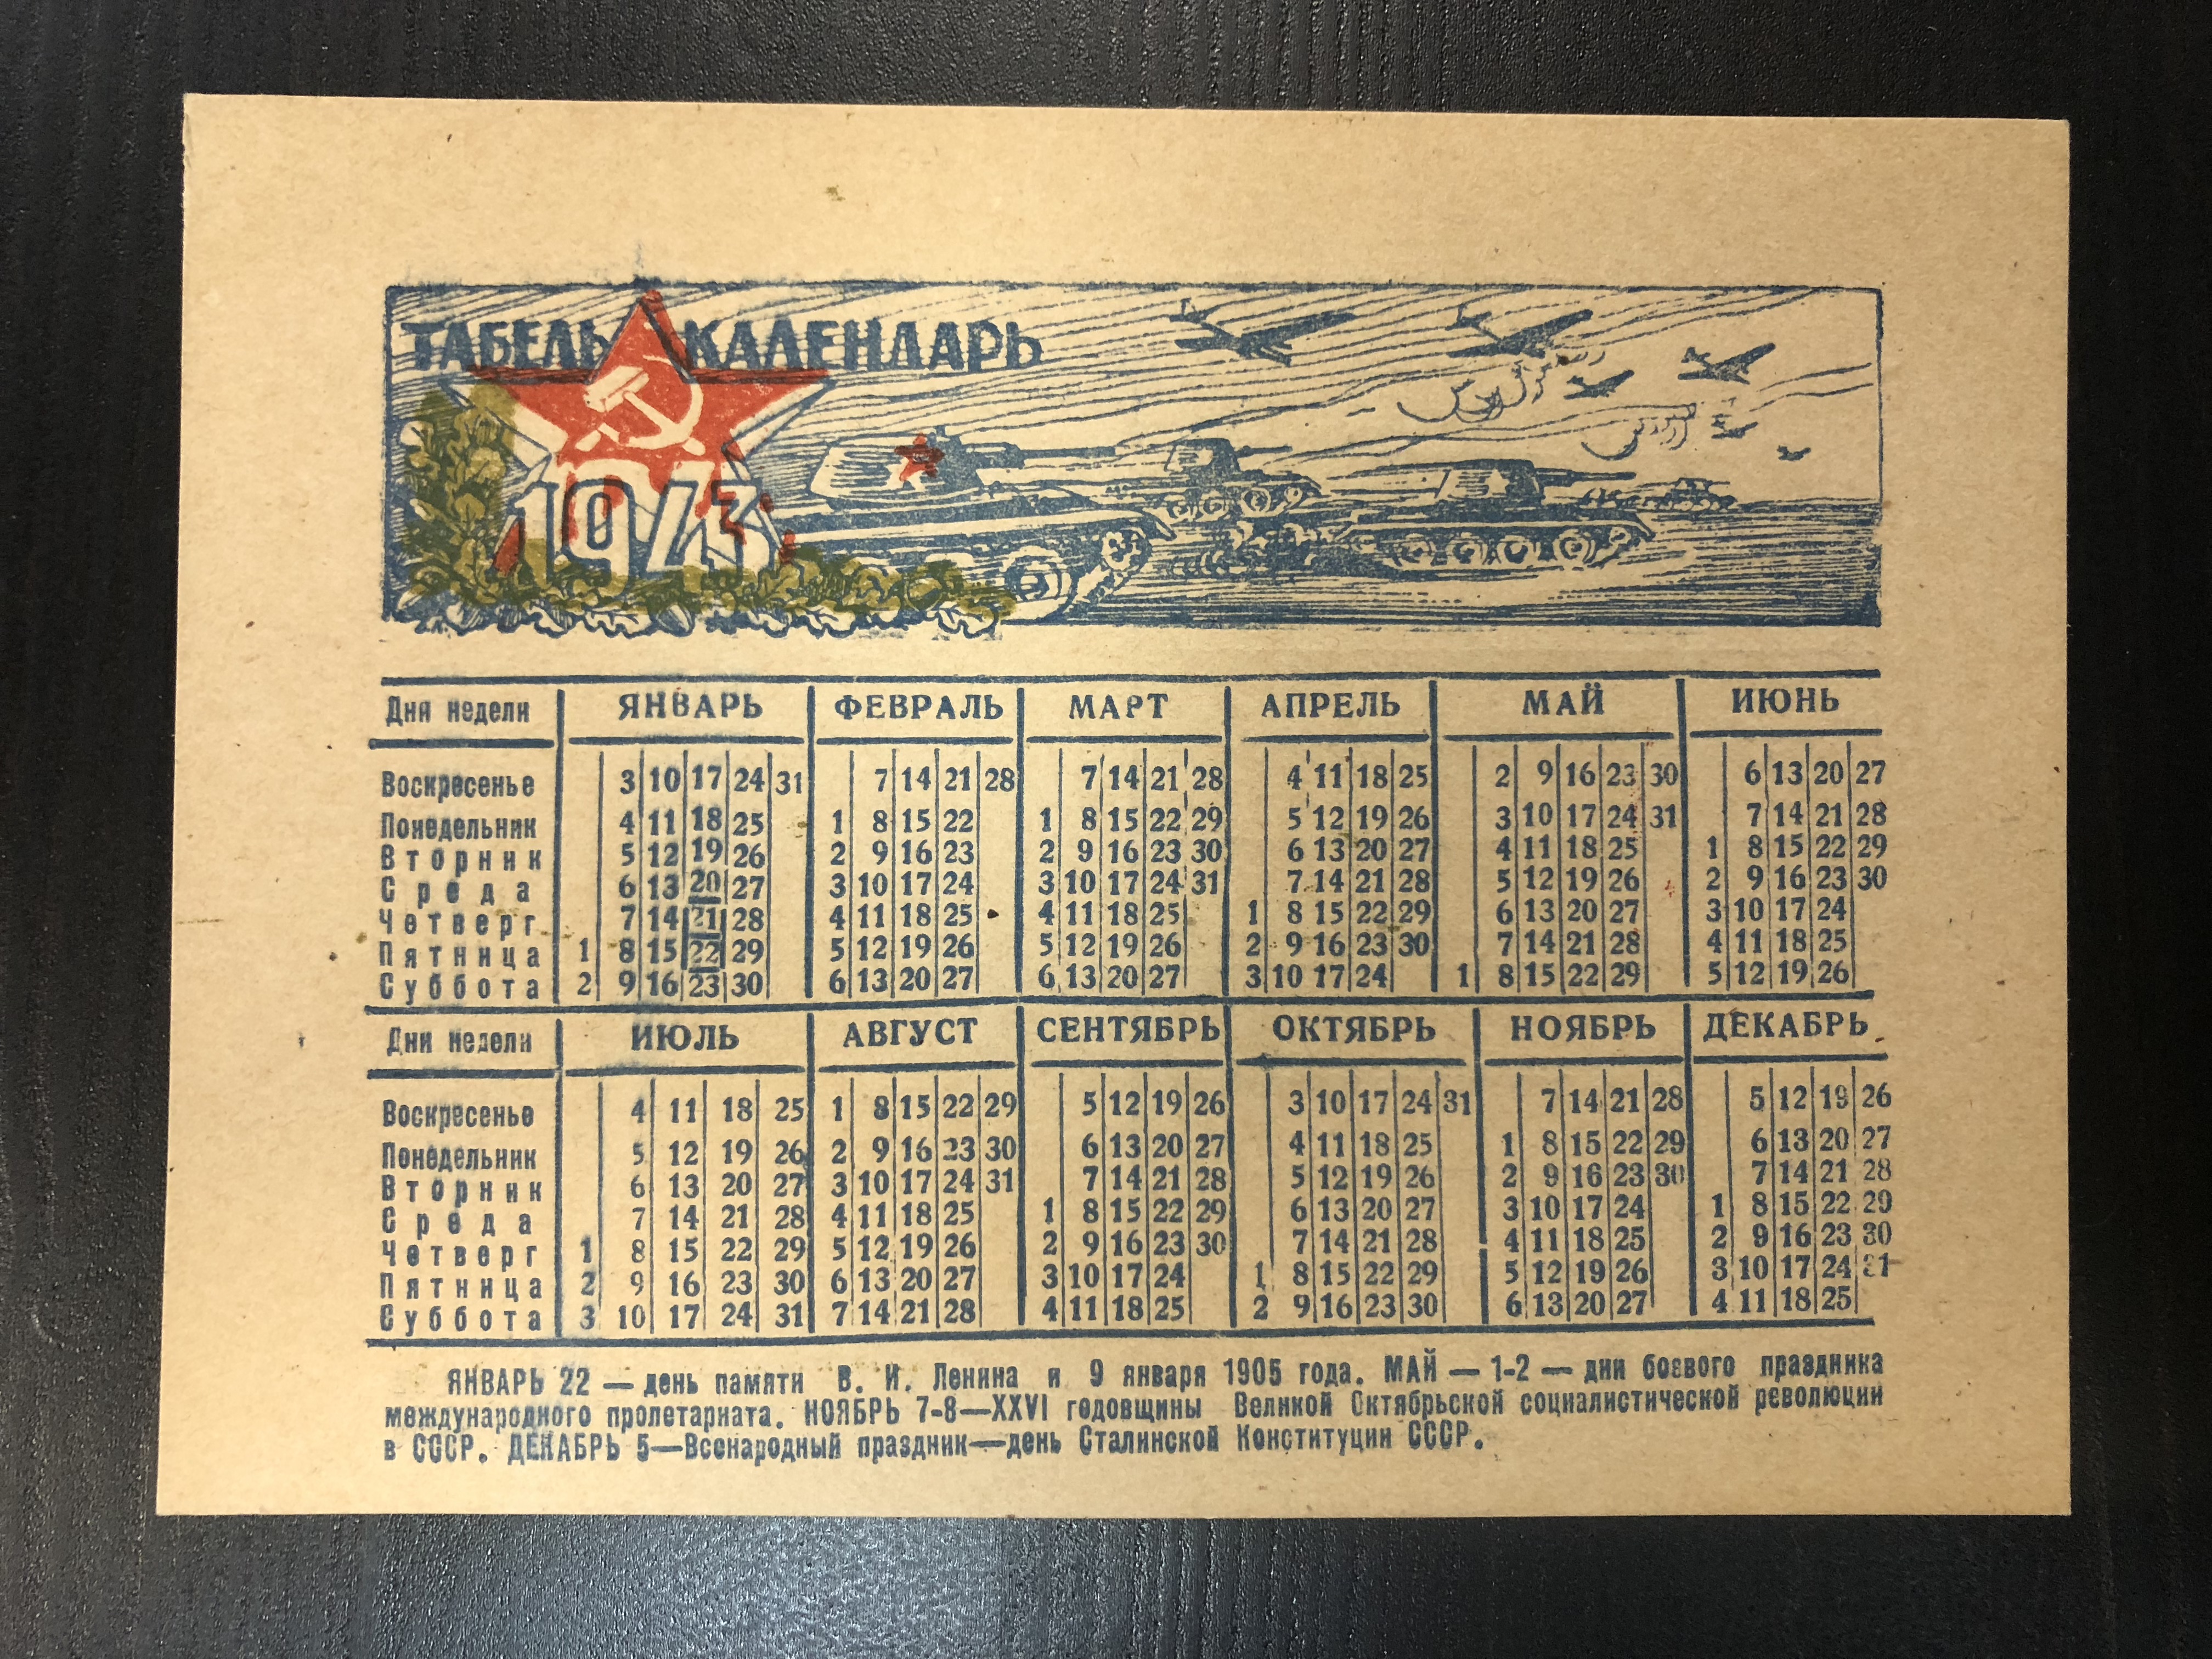 ТАБЕЛЬ КАЛЕНДАРЬ
1943
Дни недели ЯНВАРЬ ФЕВРАЛЬ МАРТ АПРЕЛЬ МАЙ ИЮНЬ
Воскресенье 3 10 17 24 31 7 14 21 28 7 14 21 28 4 11 18 25 2 9 16 23 30 6 13 20 27
Понедельник 4 11 18 25 1 8 15 22 1 8 15 22 29 5 12 19 26 3 10 17 24 31 7 14 21 28
Вторник 5 12 19 26 2 9 16 23 2 9 16 23 30 6 13 20 27 4 11 18 25 1 8 15 22 29
Среда 6 13 20 27 3 10 17 24 3 10 17 24 31 7 14 21 28 5 12 19 26 2 9 16 23 30
Четверг 7 14 21 28 4 11 18 25 4 11 18 25 1 8 15 22 29 6 13 20 27 3 10 17 24
Пятница 1 8 15 22 29 5 12 19 26 5 12 19 26 2 9 16 23 30 7 14 21 28 4 11 18 25
Суббота 2 9 16 23 30 6 13 20 27 6 13 20 27 3 10 17 24 1 8 15 22 29 5 12 19 26
Дни недели ИЮЛЬ АВГУСТ СЕНТЯБРЬ ОКТЯБРЬ НОЯБРЬ ДЕКАБРЬ
Воскресенье 4 11 18 25 1 8 15 22 29 5 12 19 26 3 10 17 24 31 7 14 21 28 5 12 19 26
Понедельник 5 12 19 26 2 9 16 23 30 6 13 20 27 4 11 18 25 1 8 15 22 29 6 13 20 27
Вторник 6 13 20 27 3 10 17 24 31 7 14 21 28 5 12 19 26 2 9 16 23 30 7 14 21 28
Среда 7 14 21 28 4 11 18 25 1 8 15 22 29 6 13 20 27 3 10 17 24 1 8 15 22 29
Четверг 1 8 15 22 29 5 12 19 26 2 9 16 23 30 7 14 21 28 4 11 18 25 2 9 16 23 30
Пятница 2 9 16 23 30 6 13 20 27 3 10 17 24 1 8 15 22 29 5 12 19 26 3 10 17 24 31
Суббота 3 10 17 24 31 7 14 21 28 4 11 18 25 2 9 16 23 30 6 13 20 27 4 11 18 25
ЯНВАРЬ 22 — день памяти В. И. Ленина и 9 января 1905 года. МАЙ — 1-2 — дни боевого праздника
международного пролетариата. НОЯБРЬ 7-8—XXVI годовщины Великой Октябрьской социалистической революции
в СССР. ДЕКАБРЬ 5—Всенародный праздник—день Сталинской Конституции СССР.